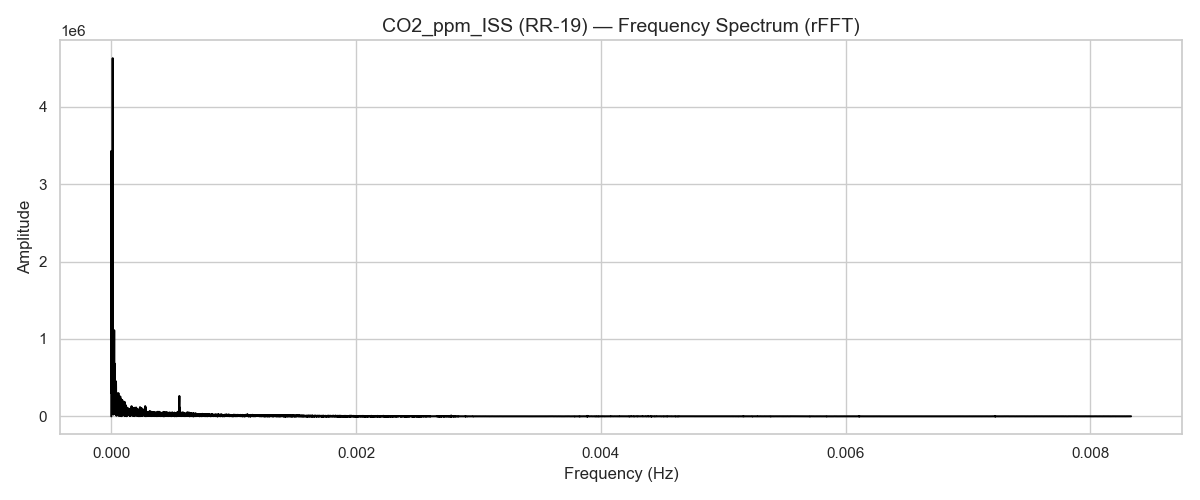 CO2_ppm_ISS (RR-19) — Frequency Spectrum (rFFT)
1e6
4
3
2
1
0
Amplitude
0.000 0.002 0.004 0.006 0.008
Frequency (Hz)